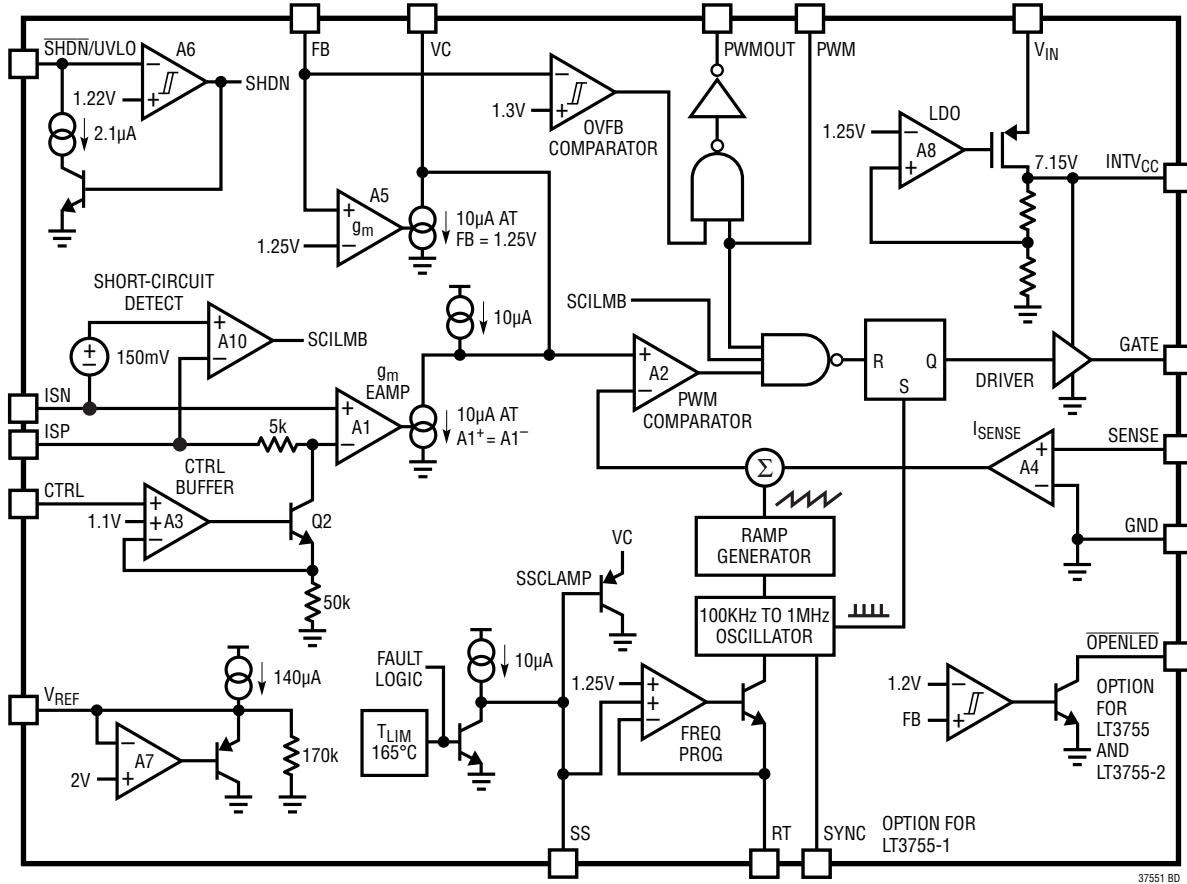 SHDN/UVLO
A6
FB
VC
PWMOUT
PWM
VIN
−
+
1.22V
SHDN
2.1µA
−
+
1.3V
OVFB
COMPARATOR
LDO
1.25V
−
+
A8
7.15V
INTVCC
A5
+
gm
−
1.25V
10µA AT
FB = 1.25V
SHORT-CIRCUIT
DETECT
+
A10
−
SCILMB
+
−
150mV
10µA
SCILMB
ISN
gm
EAMP
+
A1
−
10µA AT
A1+ = A1−
+
A2
−
PWM
COMPARATOR
R
Q
S
DRIVER
GATE
ISP
5k
ISENSE
SENSE
+
A4
−
Σ
CTRL
CTRL
BUFFER
+
+
−
A3
1.1V
Q2
GND
RAMP
GENERATOR
VC
SSCLAMP
50k
100KHz TO 1MHz
OSCILLATOR
OPENLED
140µA
FAULT
LOGIC
10µA
1.25V
+
+
−
FREQ
PROG
1.2V
−
FB
+
OPTION
FOR
LT3755
AND
LT3755-2
VREF
−
A7
+
2V
170k
TLIM
165°C
SS
RT
SYNC
OPTION FOR
LT3755-1
37551 BD